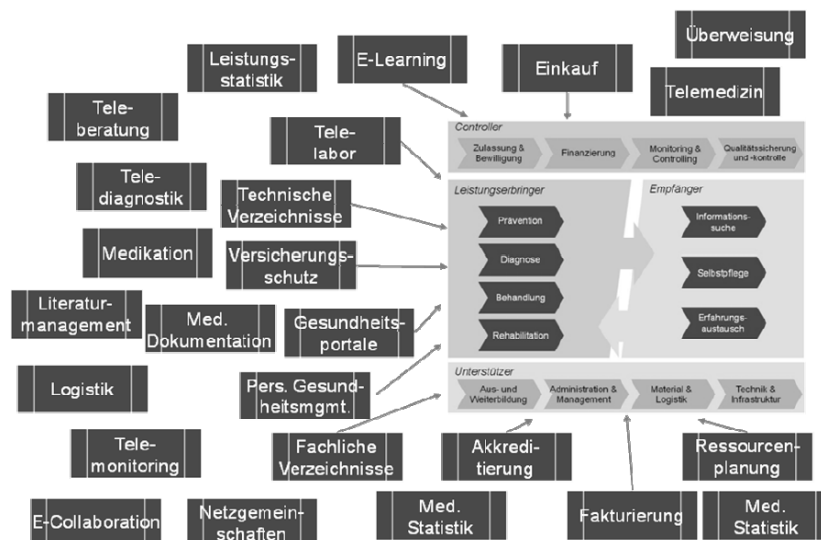 Überweisung
Leistungs-
statistik
E-Learning
Einkauf
Telemedizin
Tele-
beratung
Tele-
labor
Controller
Zulassung &
Bewilligung
Finanzierung
Monitoring &
Controlling
Qualitätssicherung
und -kontrolle
Tele-
diagnostik
Technische
Verzeichnisse
Leistungserbringer
Empfänger
Prävention
Diagnose
Behandlung
Rehabilitation
Informations-
suche
Selbstpflege
Erfahrungs-
austausch
Medikation
Versicherungs-
schutz
Literatur-
management
Med.
Dokumentation
Gesundheits-
portale
Unterstützer
Aus- und
Weiterbildung
Administration &
Management
Material &
Logistik
Technik &
Infrastruktur
Logistik
Pers. Gesund-
heitsmgmt.
Tele-
monitoring
Fachliche
Verzeichnisse
Akkredi-
tierung
Ressourcen-
planung
E-Collaboration
Netzgemein-
schaften
Med.
Statistik
Fakturierung
Med.
Statistik